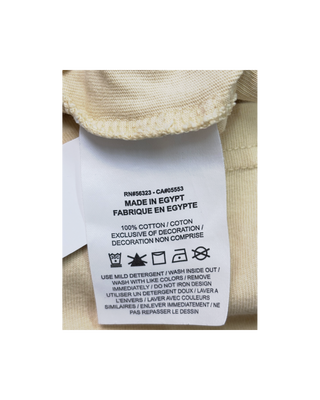 RN#56323 - CA#05553
MADE IN EGYPT
FABRIQUE EN EGYPTE
100% COTTON / COTON
EXCLUSIVE OF DECORATION /
DECORATION NON COMPRISE
USE MILD DETERGENT / WASH INSIDE OUT /
WASH WITH LIKE COLORS / REMOVE
IMMEDIATELY / DO NOT IRON DESIGN
UTILISER UN DETERGENT DOUX / LAVER A
L'ENVERS / LAVER AVEC COULEURS
SIMILAIRES / ENLEVER IMMEDIATEMENT / NE
PAS REPASSER LE DESSIN